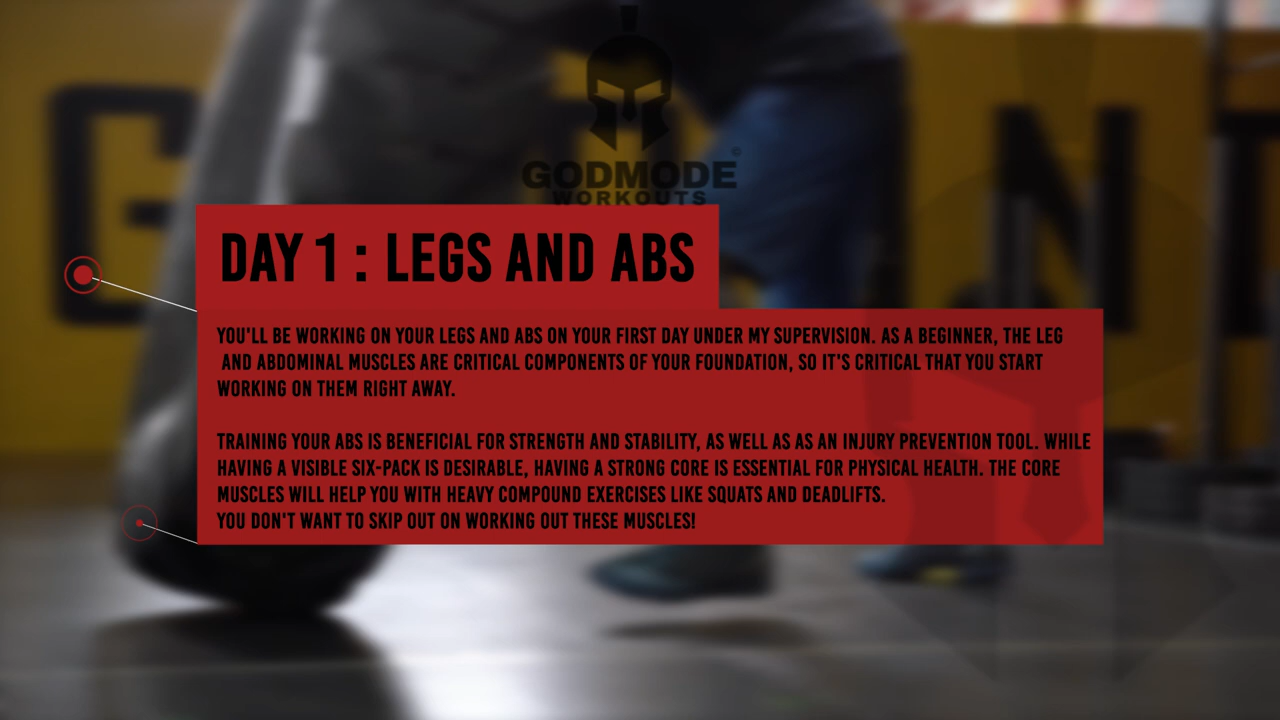 GODMODE
WORKOUTS
DAY 1 : LEGS AND ABS
YOU'LL BE WORKING ON YOUR LEGS AND ABS ON YOUR FIRST DAY UNDER MY SUPERVISION. AS A BEGINNER, THE LEG
AND ABDOMINAL MUSCLES ARE CRITICAL COMPONENTS OF YOUR FOUNDATION, SO IT'S CRITICAL THAT YOU START
WORKING ON THEM RIGHT AWAY.
TRAINING YOUR ABS IS BENEFICIAL FOR STRENGTH AND STABILITY, AS WELL AS AS AN INJURY PREVENTION TOOL. WHILE
HAVING A VISIBLE SIX-PACK IS DESIRABLE, HAVING A STRONG CORE IS ESSENTIAL FOR PHYSICAL HEALTH. THE CORE
MUSCLES WILL HELP YOU WITH HEAVY COMPOUND EXERCISES LIKE SQUATS AND DEADLIFTS.
YOU DON'T WANT TO SKIP OUT ON WORKING OUT THESE MUSCLES!